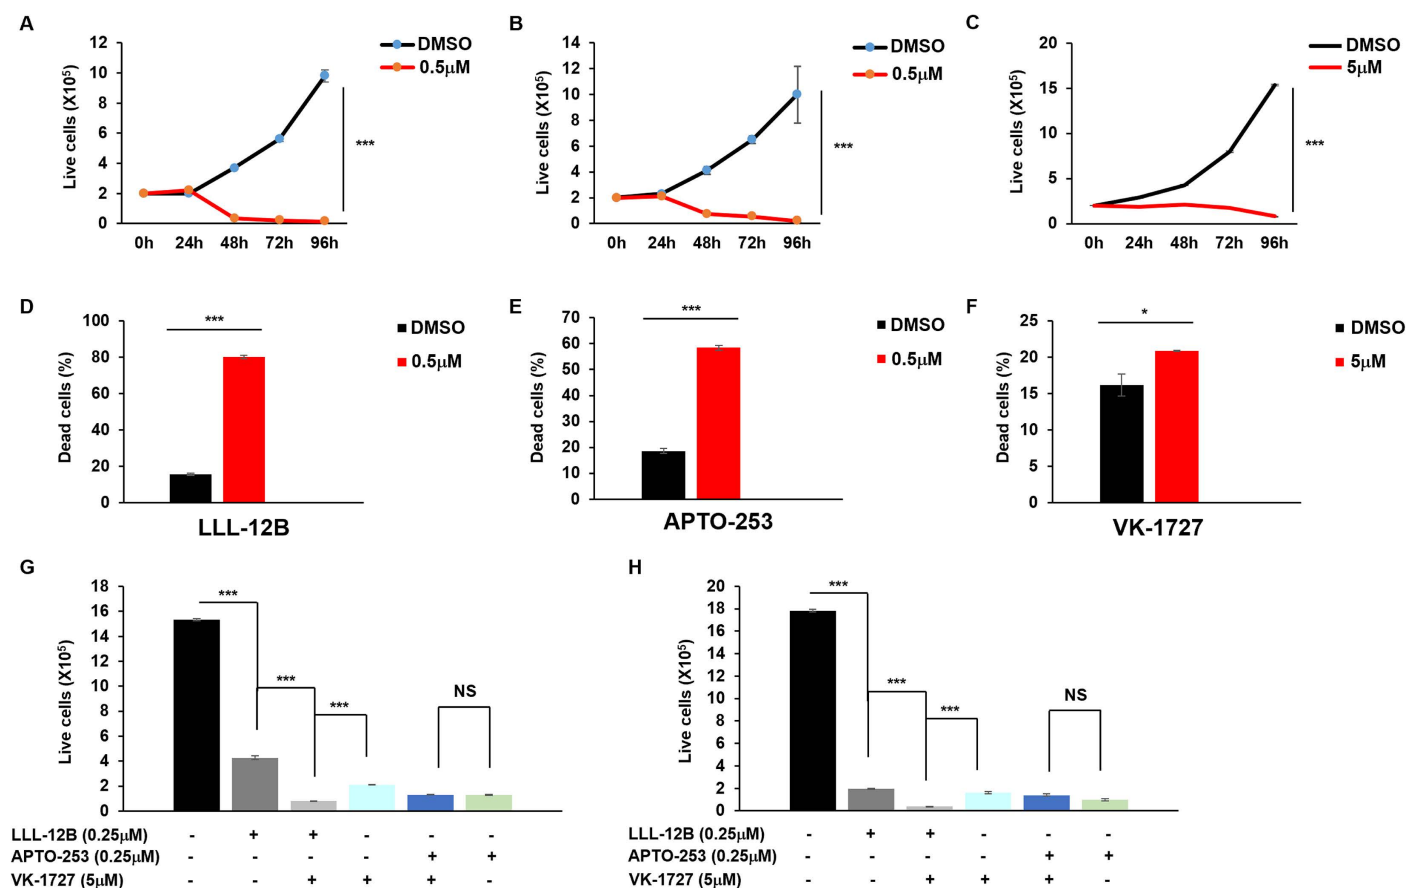 A
Live cells (X10⁵)
12
10
8
6
4
2
0
0h 24h 48h 72h 96h
DMSO
0.5µM
***
B
Live cells (X10⁵)
14
12
10
8
6
4
2
0
0h 24h 48h 72h 96h
DMSO
0.5µM
***
C
Live cells (X10⁵)
20
15
10
5
0
0h 24h 48h 72h 96h
DMSO
5µM
***
D
Dead cells (%)
100
80
60
40
20
0
***
DMSO
0.5µM
LLL-12B
E
Dead cells (%)
70
60
50
40
30
20
10
0
***
DMSO
0.5µM
APTO-253
F
Dead cells (%)
25
20
15
10
5
0
*
DMSO
5µM
VK-1727
G
Live cells (X10⁵)
18
16
14
12
10
8
6
4
2
0
***
***
***
NS
LLL-12B (0.25µM) - + + - - -
APTO-253 (0.25µM) - - - - + +
VK-1727 (5µM) - - + + + -
H
Live cells (X10⁵)
20
18
16
14
12
10
8
6
4
2
0
***
***
***
NS
LLL-12B (0.25µM) - + + - - -
APTO-253 (0.25µM) - - - - + +
VK-1727 (5µM) - - + + + -